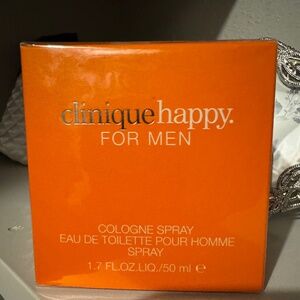 clinique happy.
FOR MEN
COLOGNE SPRAY
EAU DE TOILETTE POUR HOMME
SPRAY
1.7 FL.OZ.LIQ./50 ml ℮